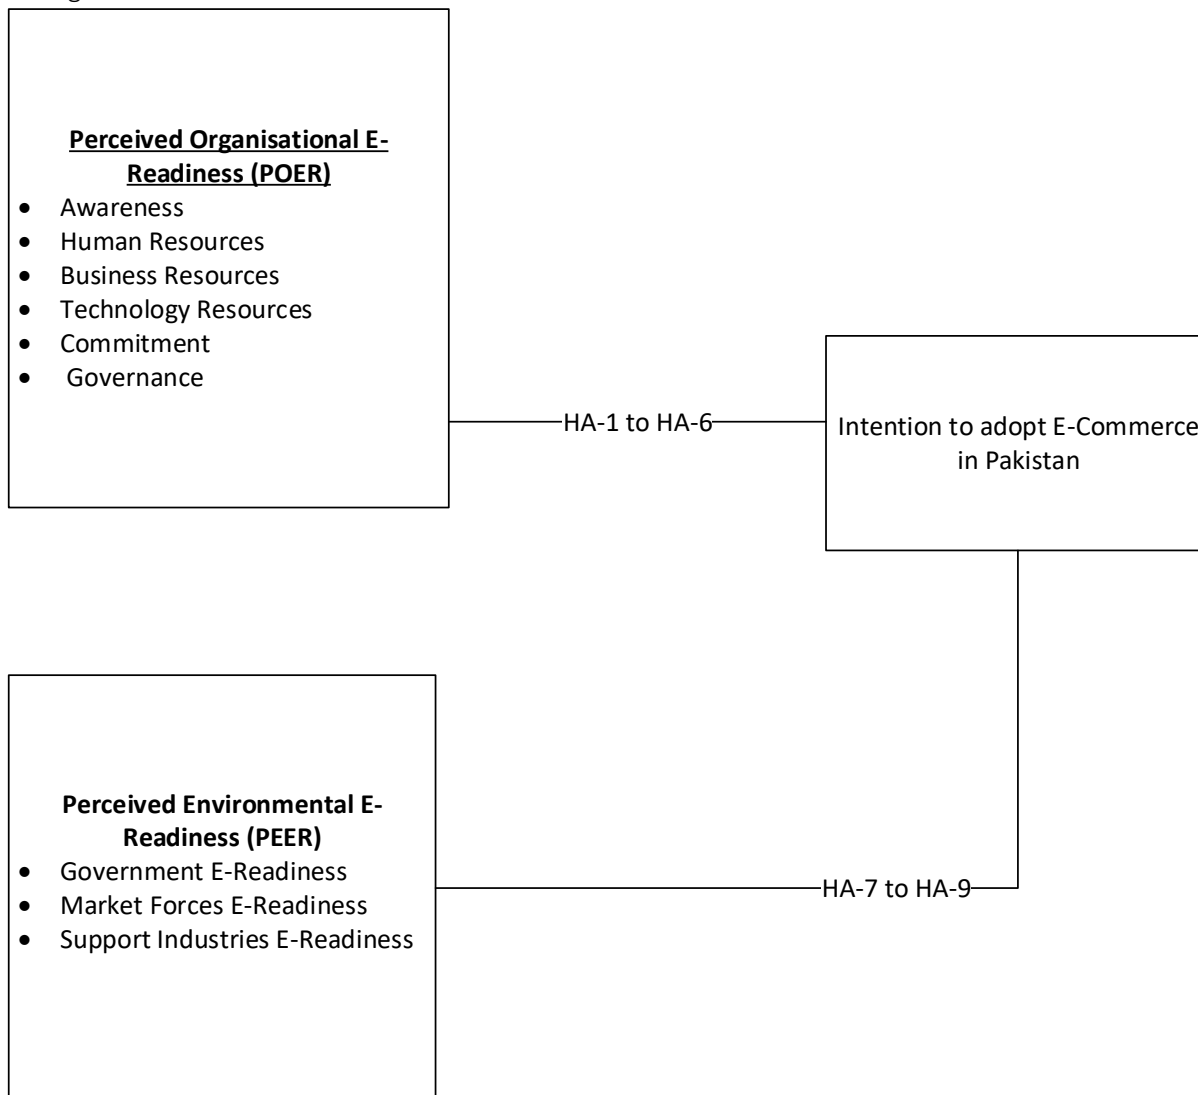 Perceived Organisational E-
Readiness (POER)
• Awareness
• Human Resources
• Business Resources
• Technology Resources
• Commitment
• Governance
HA-1 to HA-6
Intention to adopt E-Commerce
in Pakistan
Perceived Environmental E-
Readiness (PEER)
• Government E-Readiness
• Market Forces E-Readiness
• Support Industries E-Readiness
HA-7 to HA-9